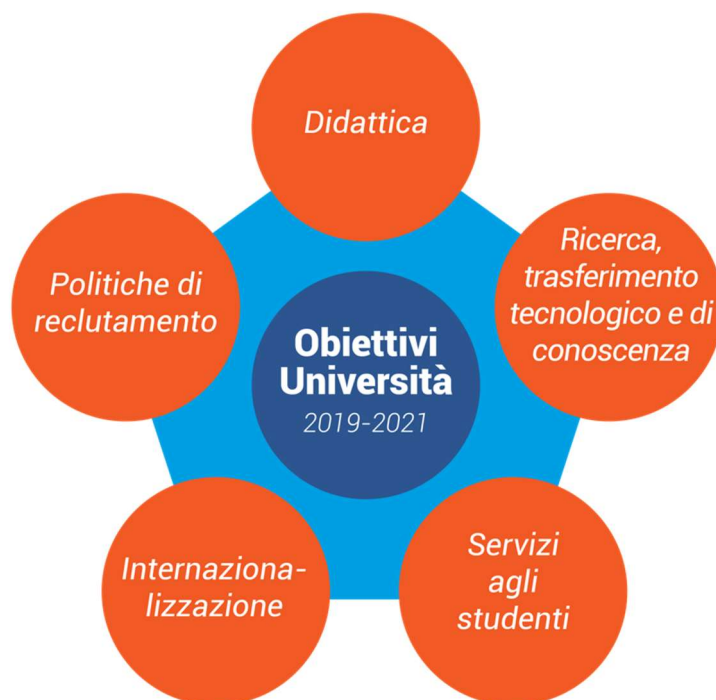 Didattica
Ricerca,
trasferimento
tecnologico e di
conoscenza
Servizi
agli
studenti
Internaziona-
lizzazione
Politiche di
reclutamento
Obiettivi
Università
2019-2021